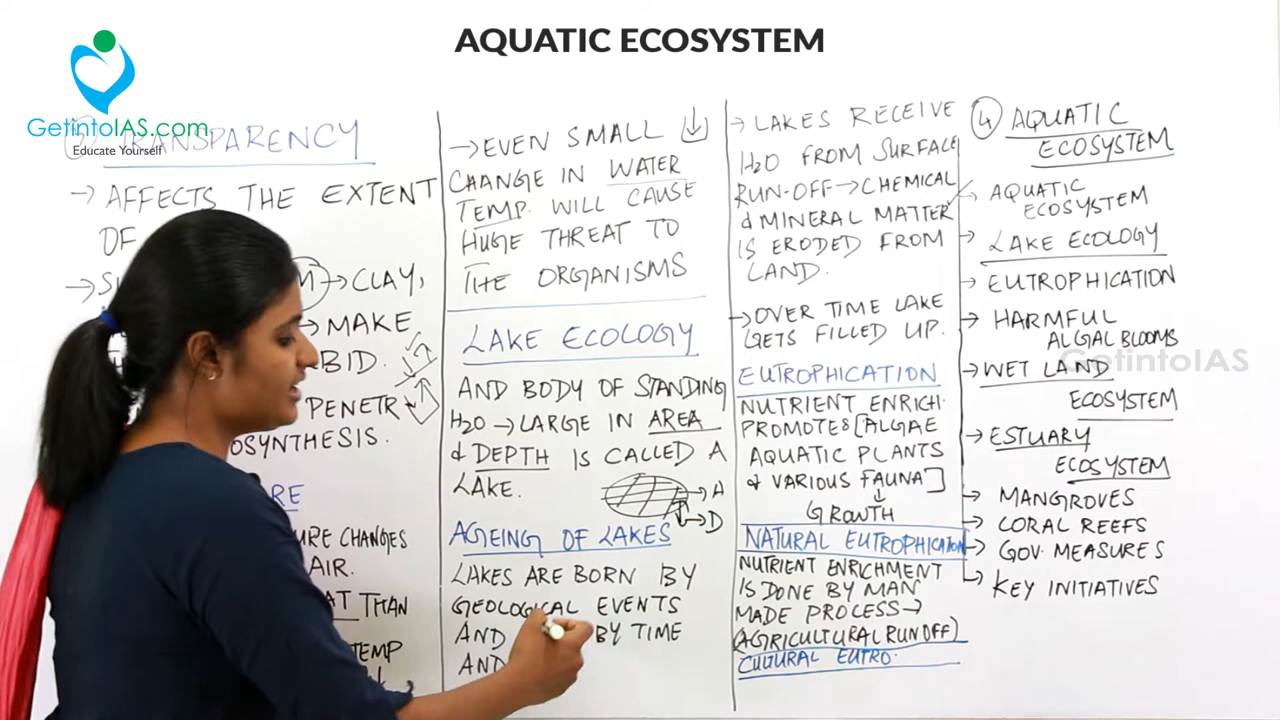 AQUATIC ECOSYSTEM
GetintoIAS.com
Educate Yourself
TRANSPARENCY
→ AFFECTS THE EXTENT
OF
→ CLAY,
→ MAKE
BID.
PENETR
OSYNTHESIS.
RE
URE CHANGES
AIR.
AT THAN
TEMP
→ EVEN SMALL ↓
CHANGE IN WATER
TEMP. WILL CAUSE
HUGE THREAT TO
THE ORGANISMS
LAKE ECOLOGY
AND BODY OF STANDING
H2O → LARGE IN AREA
& DEPTH IS CALLED A
LAKE.
→ A
→ D
AGEING OF LAKES
LAKES ARE BORN BY
GEOLOGICAL EVENTS
AND BY TIME
AND
→ LAKES RECEIVE
H2O FROM SURFACE
RUN-OFF → CHEMICAL
& MINERAL MATTER
IS ERODED FROM
LAND.
→ OVER TIME LAKE
GETS FILLED UP.
EUTROPHICATION
NUTRIENT ENRICH.
PROMOTES [ALGAE
AQUATIC PLANTS
& VARIOUS FAUNA]
↓
GROWTH
NATURAL EUTROPHICATION
NUTRIENT ENRICHMENT
IS DONE BY MAN
MADE PROCESS →
(AGRICULTURAL RUNOFF)
CULTURAL EUTRO.
4 AQUATIC
ECOSYSTEM
→ AQUATIC
ECOSYSTEM
→ LAKE ECOLOGY
→ EUTROPHICATION
→ HARMFUL
ALGAL BLOOMS
GetintoIAS
→ WET LAND
ECOSYSTEM
→ ESTUARY
ECOSYSTEM
→ MANGROVES
→ CORAL REEFS
→ GOV. MEASURES
→ KEY INITIATIVES